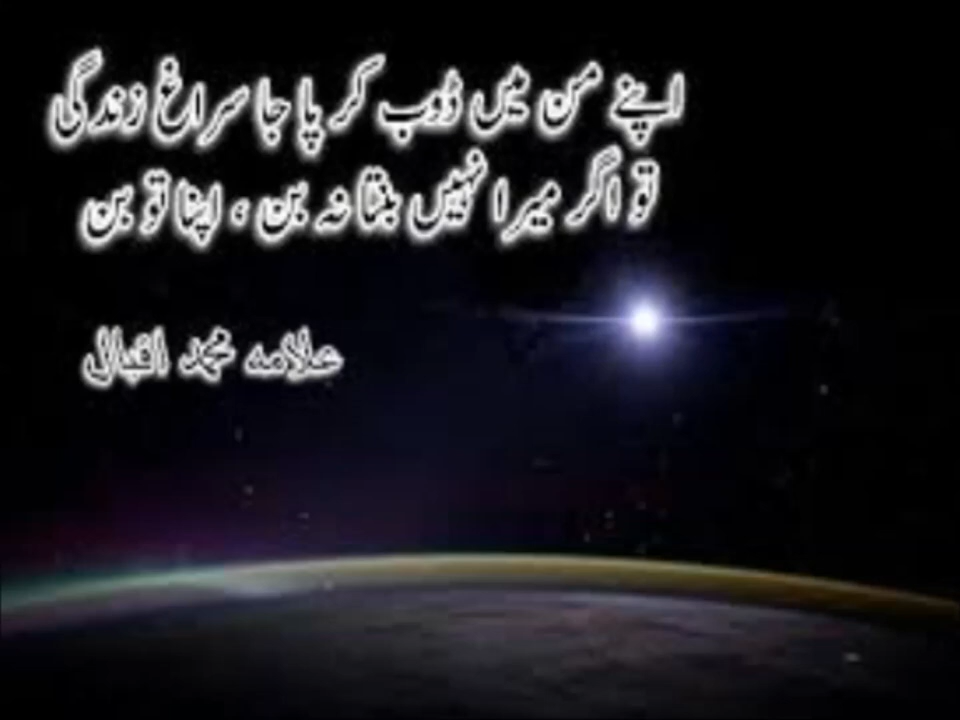 اپنے من میں ڈوب کر پا جا سراغ زندگی
تو اگر میرا نہیں بنتا نہ بن ، اپنا تو بن
علامہ محمد اقبال